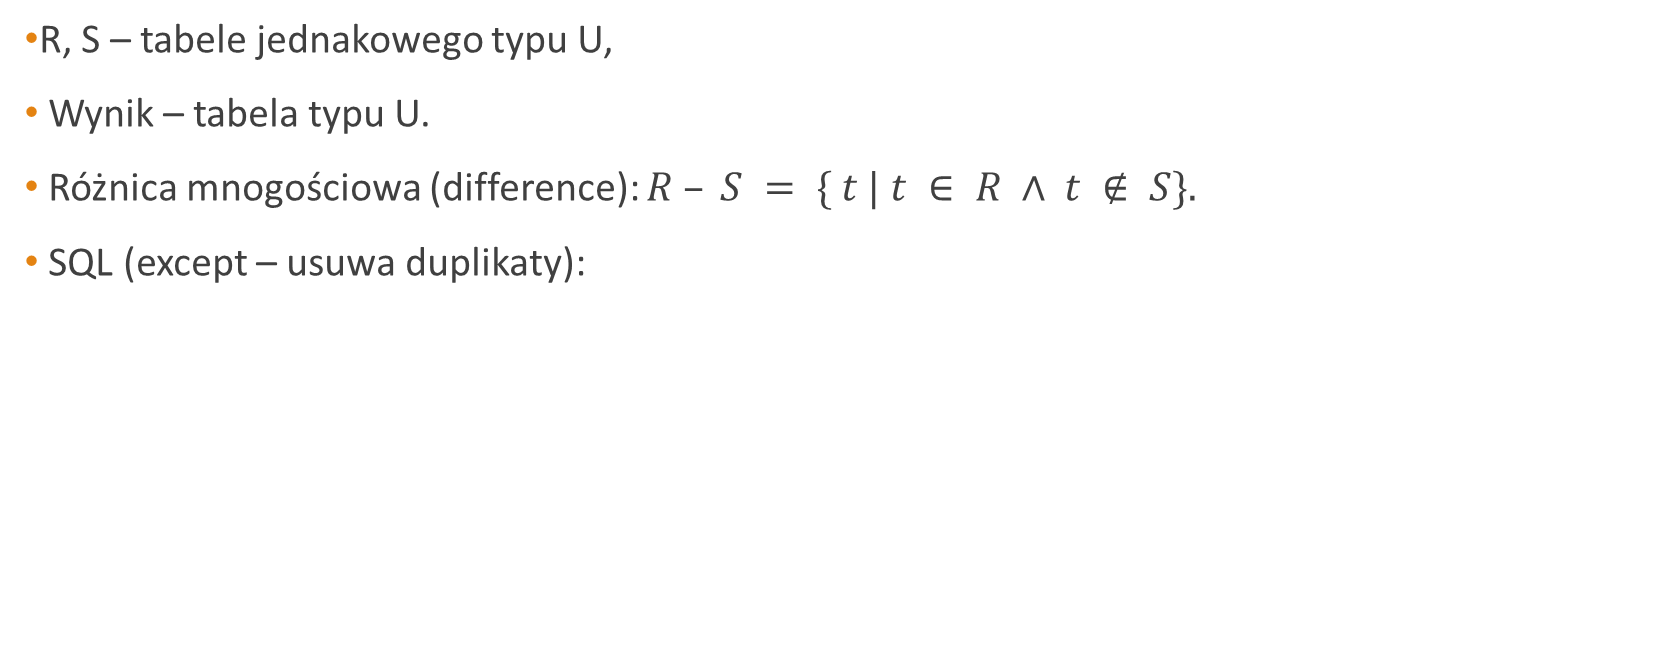 •R, S – tabele jednakowego typu U,
• Wynik – tabela typu U.
• Różnica mnogościowa (difference): R – S = { t | t ∈ R ∧ t ∉ S}.
• SQL (except – usuwa duplikaty):